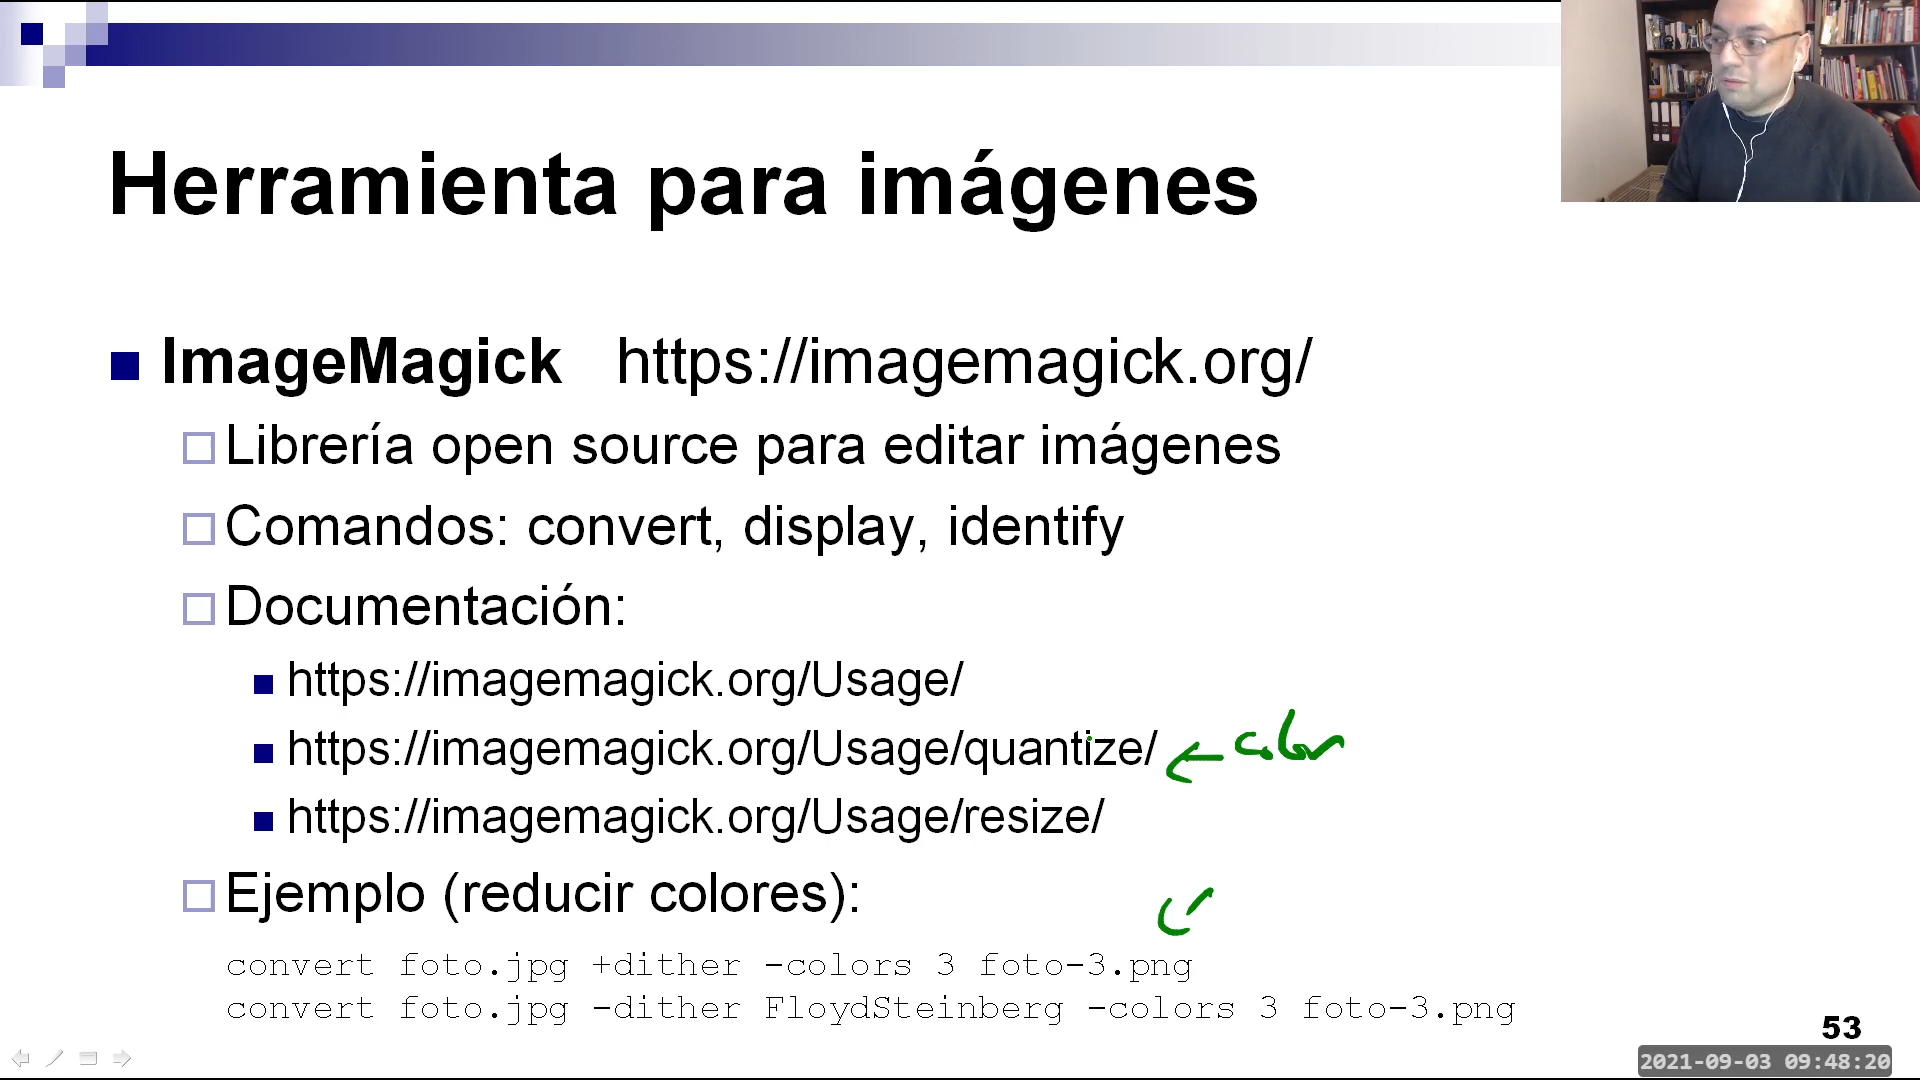 Herramienta para imágenes
ImageMagick https://imagemagick.org/
Librería open source para editar imágenes
Comandos: convert, display, identify
Documentación:
https://imagemagick.org/Usage/
https://imagemagick.org/Usage/quantize/ ← color
https://imagemagick.org/Usage/resize/
Ejemplo (reducir colores):
convert foto.jpg +dither -colors 3 foto-3.png
convert foto.jpg -dither FloydSteinberg -colors 3 foto-3.png
53
2021-09-03 09:48:20